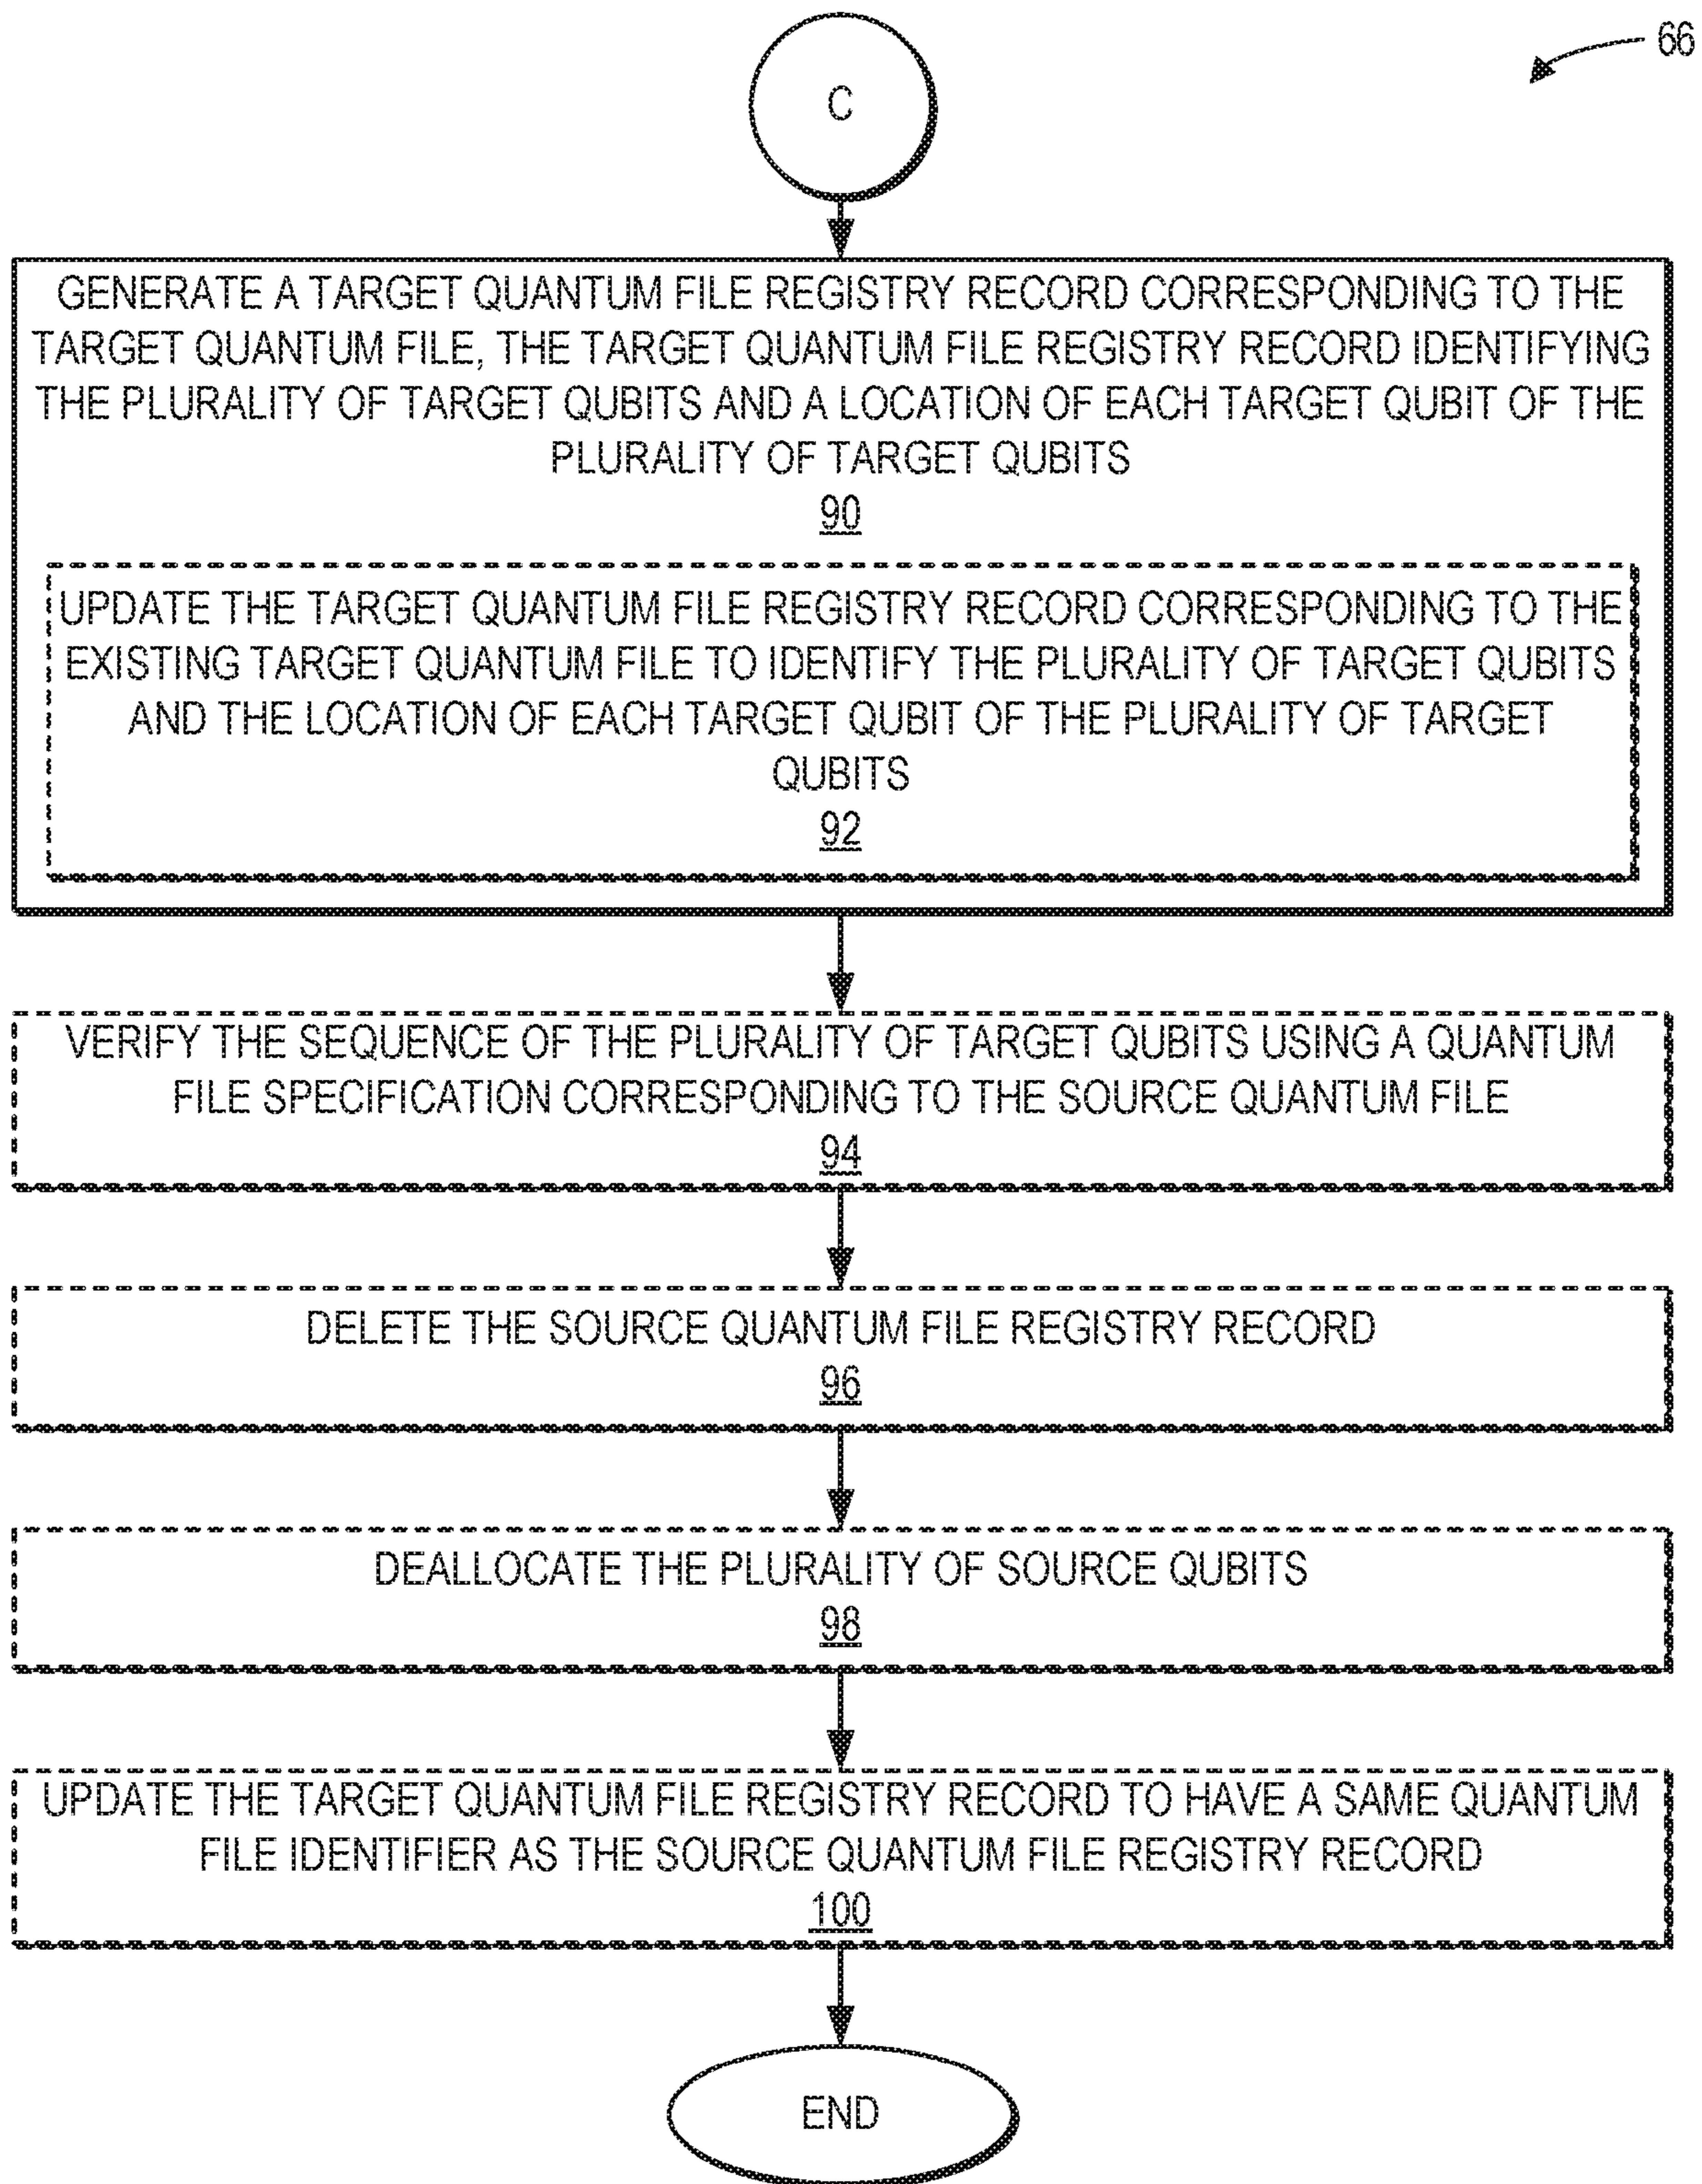 66
C
GENERATE A TARGET QUANTUM FILE REGISTRY RECORD CORRESPONDING TO THE
TARGET QUANTUM FILE, THE TARGET QUANTUM FILE REGISTRY RECORD IDENTIFYING
THE PLURALITY OF TARGET QUBITS AND A LOCATION OF EACH TARGET QUBIT OF THE
PLURALITY OF TARGET QUBITS
90
UPDATE THE TARGET QUANTUM FILE REGISTRY RECORD CORRESPONDING TO THE
EXISTING TARGET QUANTUM FILE TO IDENTIFY THE PLURALITY OF TARGET QUBITS
AND THE LOCATION OF EACH TARGET QUBIT OF THE PLURALITY OF TARGET
QUBITS
92
VERIFY THE SEQUENCE OF THE PLURALITY OF TARGET QUBITS USING A QUANTUM
FILE SPECIFICATION CORRESPONDING TO THE SOURCE QUANTUM FILE
94
DELETE THE SOURCE QUANTUM FILE REGISTRY RECORD
96
DEALLOCATE THE PLURALITY OF SOURCE QUBITS
98
UPDATE THE TARGET QUANTUM FILE REGISTRY RECORD TO HAVE A SAME QUANTUM
FILE IDENTIFIER AS THE SOURCE QUANTUM FILE REGISTRY RECORD
100
END